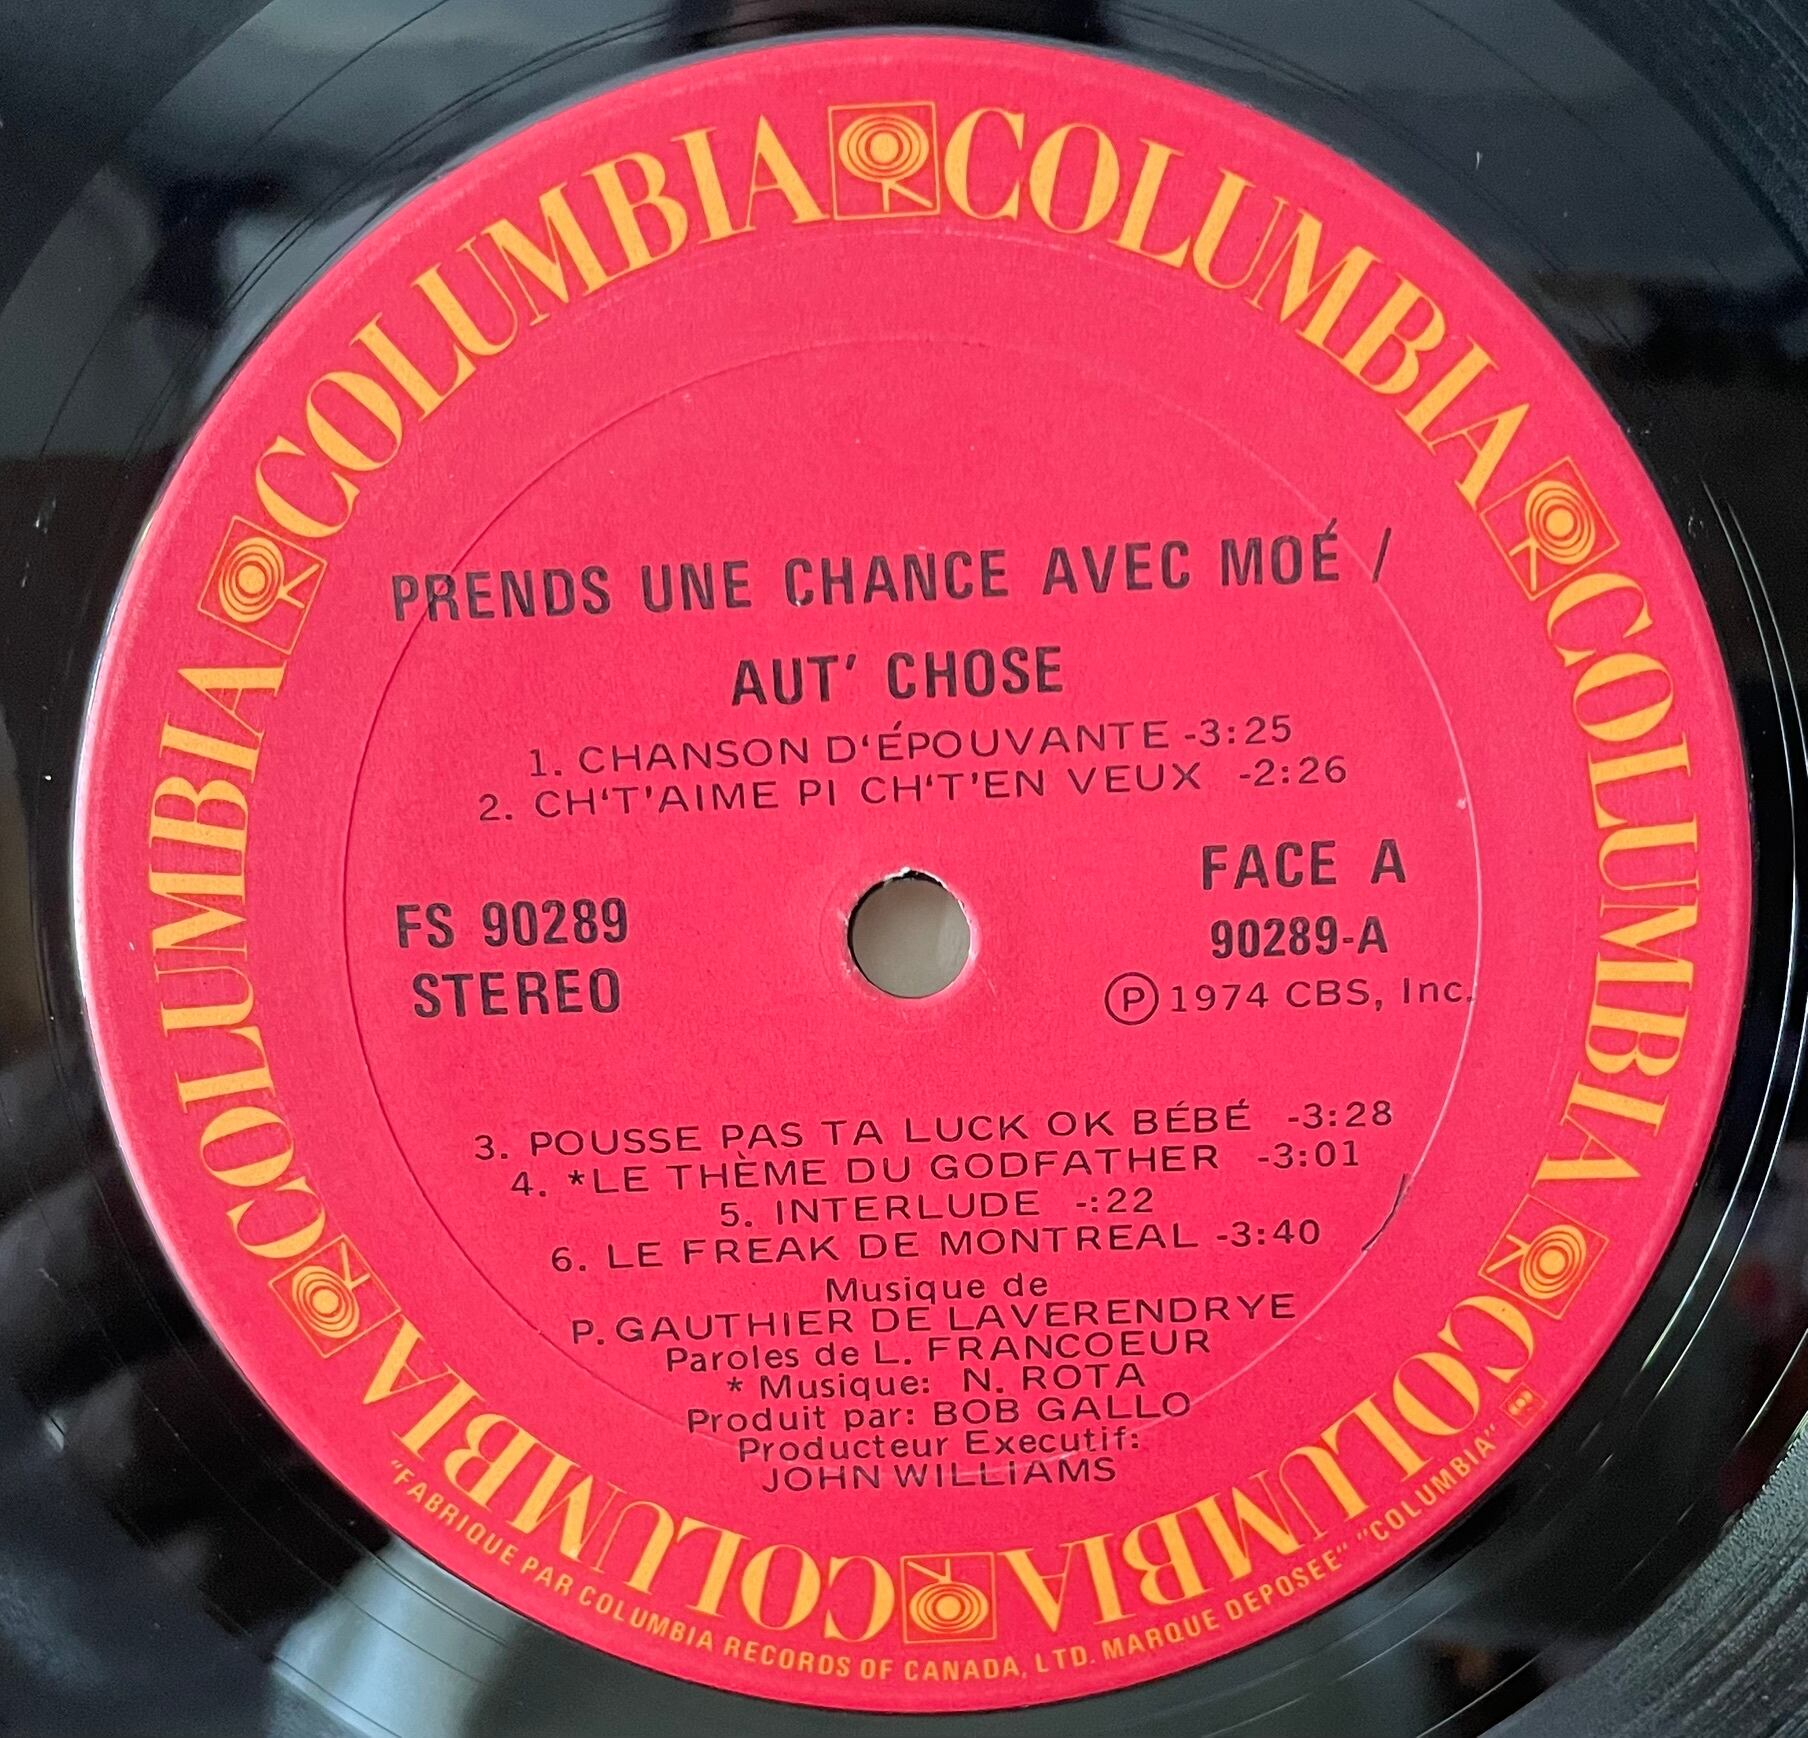 COLUMBIA COLUMBIA COLUMBIA COLUMBIA COLUMBIA COLUMBIA
PRENDS UNE CHANCE AVEC MOÉ /
AUT' CHOSE
1. CHANSON D'ÉPOUVANTE -3:25
2. CH'T'AIME PI CH'T'EN VEUX -2:26
FS 90289
STEREO
FACE A
90289-A
Ⓟ 1974 CBS, Inc.
3. POUSSE PAS TA LUCK OK BÉBÉ -3:28
4. *LE THÈME DU GODFATHER -3:01
5. INTERLUDE -:22
6. LE FREAK DE MONTREAL -3:40
Musique de
P. GAUTHIER DE LAVERENDRYE
Paroles de L. FRANCOEUR
* Musique: N. ROTA
Produit par: BOB GALLO
Producteur Executif:
JOHN WILLIAMS
"FABRIQUE PAR COLUMBIA RECORDS OF CANADA, LTD. MARQUE DEPOSEE" "COLUMBIA"